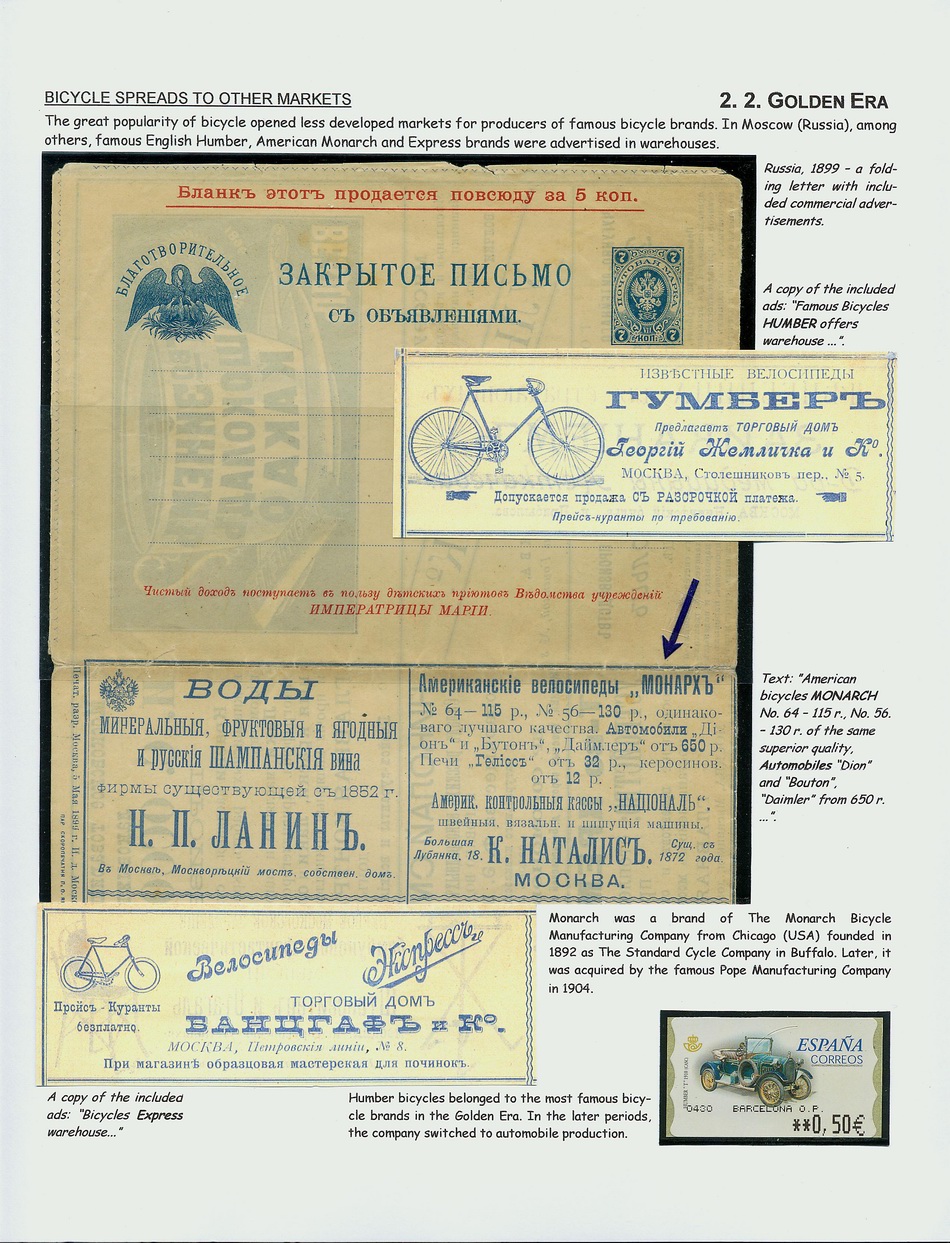 BICYCLE SPREADS TO OTHER MARKETS
2. 2. GOLDEN ERA
The great popularity of bicycle opened less developed markets for producers of famous bicycle brands. In Moscow (Russia), among
others, famous English Humber, American Monarch and Express brands were advertised in warehouses.
Russia, 1899 – a fold-
ing letter with inclu-
ded commercial adver-
tisements.
Бланкъ этотъ продается повсюду за 5 коп.
БЛАГОТВОРИТЕЛЬНОЕ
ЗАКРЫТОЕ ПИСЬМО
СЪ ОБЪЯВЛЕНІЯМИ.
ПОЧТОВАЯ МАРКА
7 7
7 КОП. 7
A copy of the included
ads: "Famous Bicycles
HUMBER offers
warehouse ...".
ИЗВѢСТНЫЕ ВЕЛОСИПЕДЫ
ГУМБЕРЪ
Предлагаетъ ТОРГОВЫЙ ДОМЪ
Георгій Жемличка и Кº.
МОСКВА, Столешниковъ пер., № 5.
Допускается продажа СЪ РАЗСРОЧКОЙ платежа.
Прейсъ-куранты по требованію.
Чистый доходъ поступаетъ въ пользу дѣтскихъ пріютовъ Вѣдомства учрежденій
ИМПЕРАТРИЦЫ МАРІИ.
ВОДЫ
МИНЕРАЛЬНЫЯ, ФРУКТОВЫЯ и ЯГОДНЫЯ
и русскія ШАМПАНСКІЯ вина
фирмы существующей съ 1852 г.
Н. П. ЛАНИНЪ.
Въ Москвѣ, Москворѣцкій мостъ, собствен. домъ.
Американскіе велосипеды „МОНАРХЪ"
№ 64—115 р., № 56—130 р., одинако-
ваго лучшаго качества. Автомобили „Ді-
онъ" и „Бутонъ", „Даймлеръ" отъ 650 р.
Печи „Геліосъ" отъ 32 р., керосинов.
отъ 12 р.
Америк. контрольныя кассы „НАЦІОНАЛЬ".
швейныя, вязальн. и пишущія машины.
Большая Лубянка, 18. К. НАТАЛИСЪ. Сущ. съ 1872 года.
МОСКВА.
Text: "American
bicycles MONARCH
No. 64 – 115 r., No. 56.
– 130 r. of the same
superior quality,
Automobiles "Dion"
and "Bouton",
"Daimler" from 650 r.
...".
Велосипеды Экспрессъ
Прейсъ - Куранты
безплатно.
ТОРГОВЫЙ ДОМЪ
БАНЦГАФЪ и Кº.
МОСКВА, Петровскія линіи, № 8.
При магазинѣ образцовая мастерская для починокъ.
Monarch was a brand of The Monarch Bicycle
Manufacturing Company from Chicago (USA) founded in
1892 as The Standard Cycle Company in Buffalo. Later, it
was acquired by the famous Pope Manufacturing Company
in 1904.
ESPAÑA
CORREOS
0430 BARCELONA O.P.
**0,50€
A copy of the included
ads: "Bicycles Express
warehouse..."
Humber bicycles belonged to the most famous bicy-
cle brands in the Golden Era. In the later periods,
the company switched to automobile production.